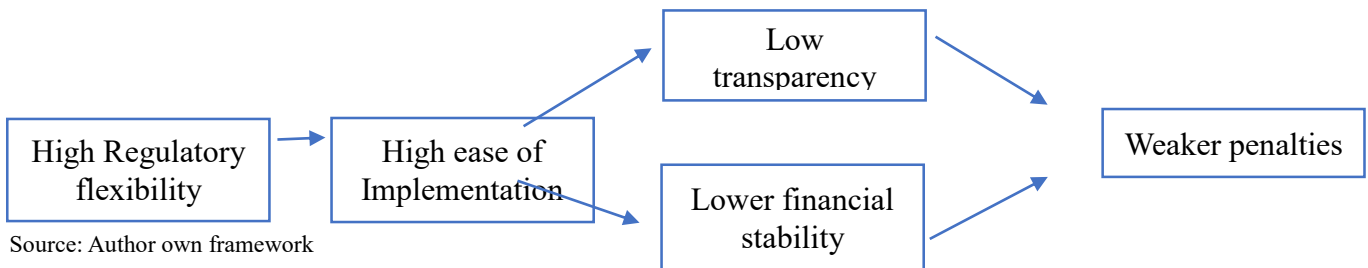 High Regulatory
flexibility
High ease of
Implementation
Low
transparency
Lower financial
stability
Weaker penalties
Source: Author own framework